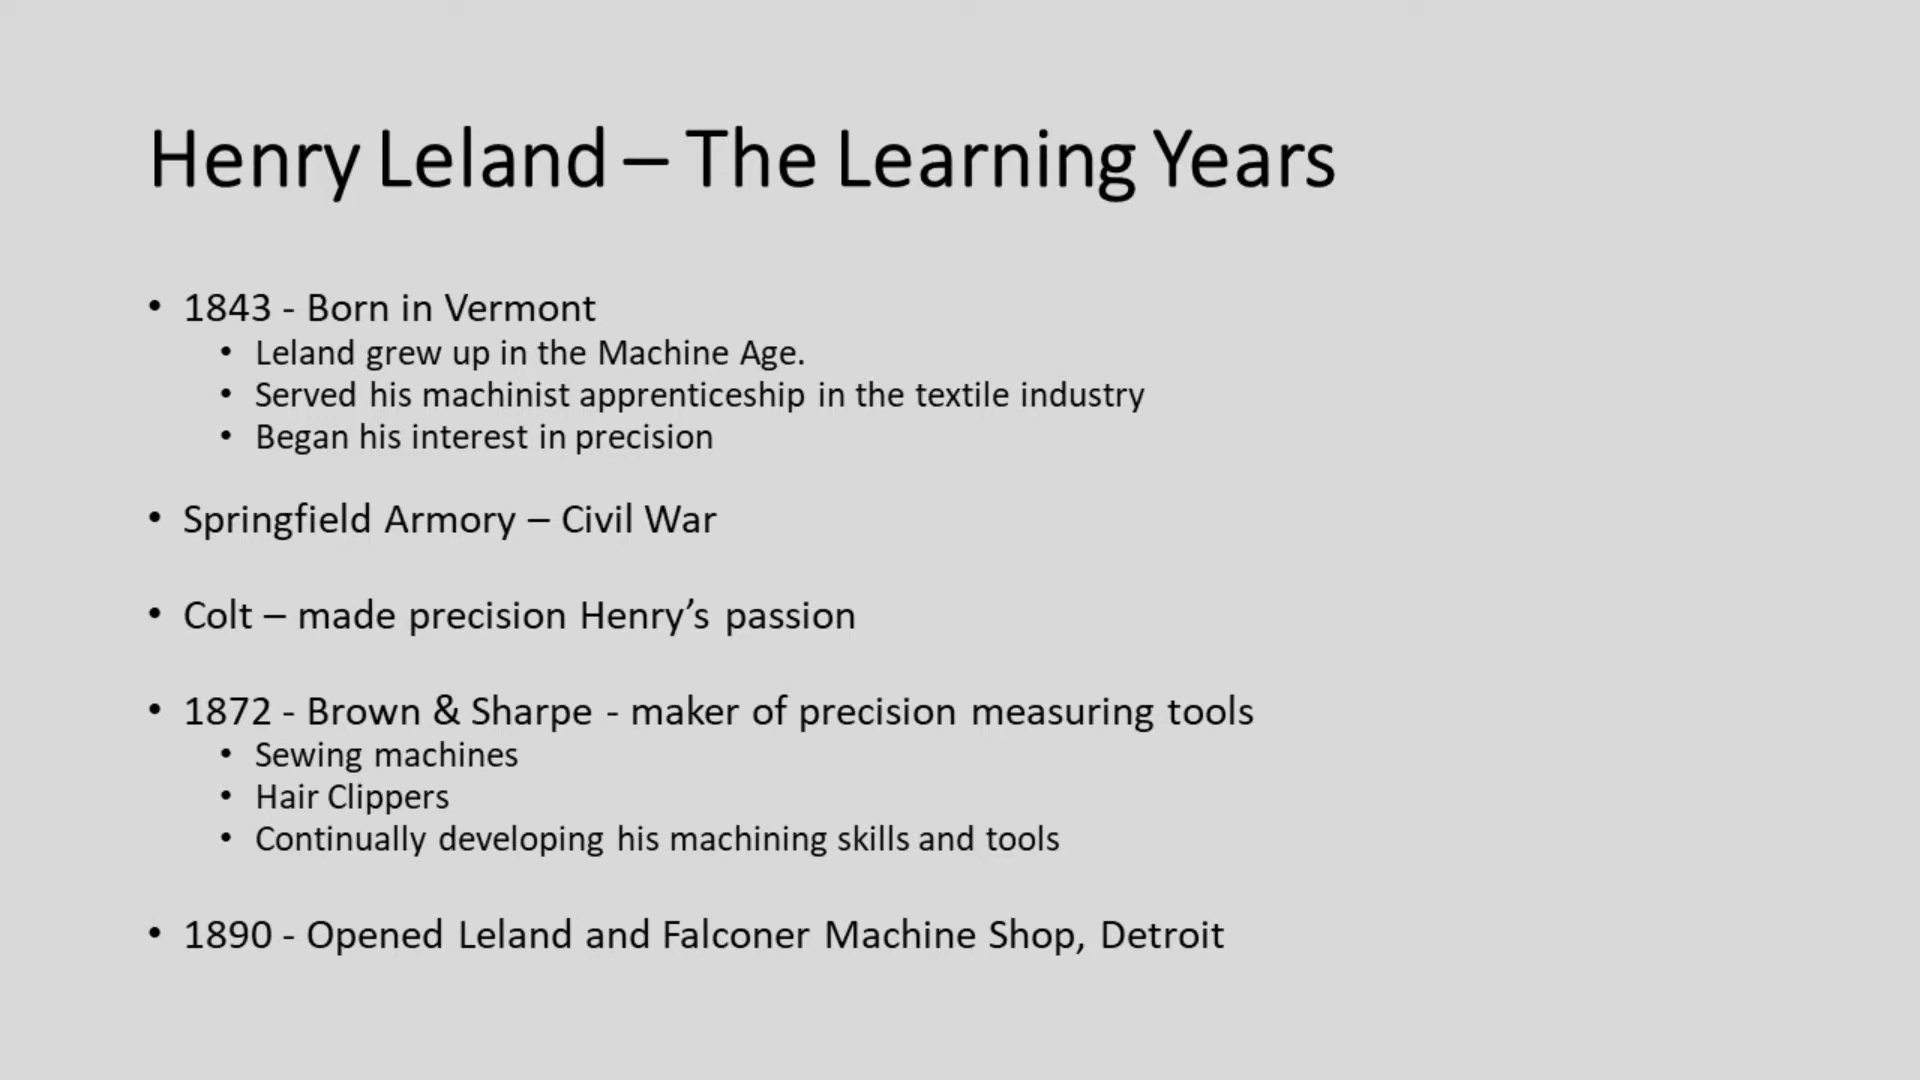 Henry Leland – The Learning Years
• 1843 - Born in Vermont
• Leland grew up in the Machine Age.
• Served his machinist apprenticeship in the textile industry
• Began his interest in precision
• Springfield Armory – Civil War
• Colt – made precision Henry’s passion
• 1872 - Brown & Sharpe - maker of precision measuring tools
• Sewing machines
• Hair Clippers
• Continually developing his machining skills and tools
• 1890 - Opened Leland and Falconer Machine Shop, Detroit